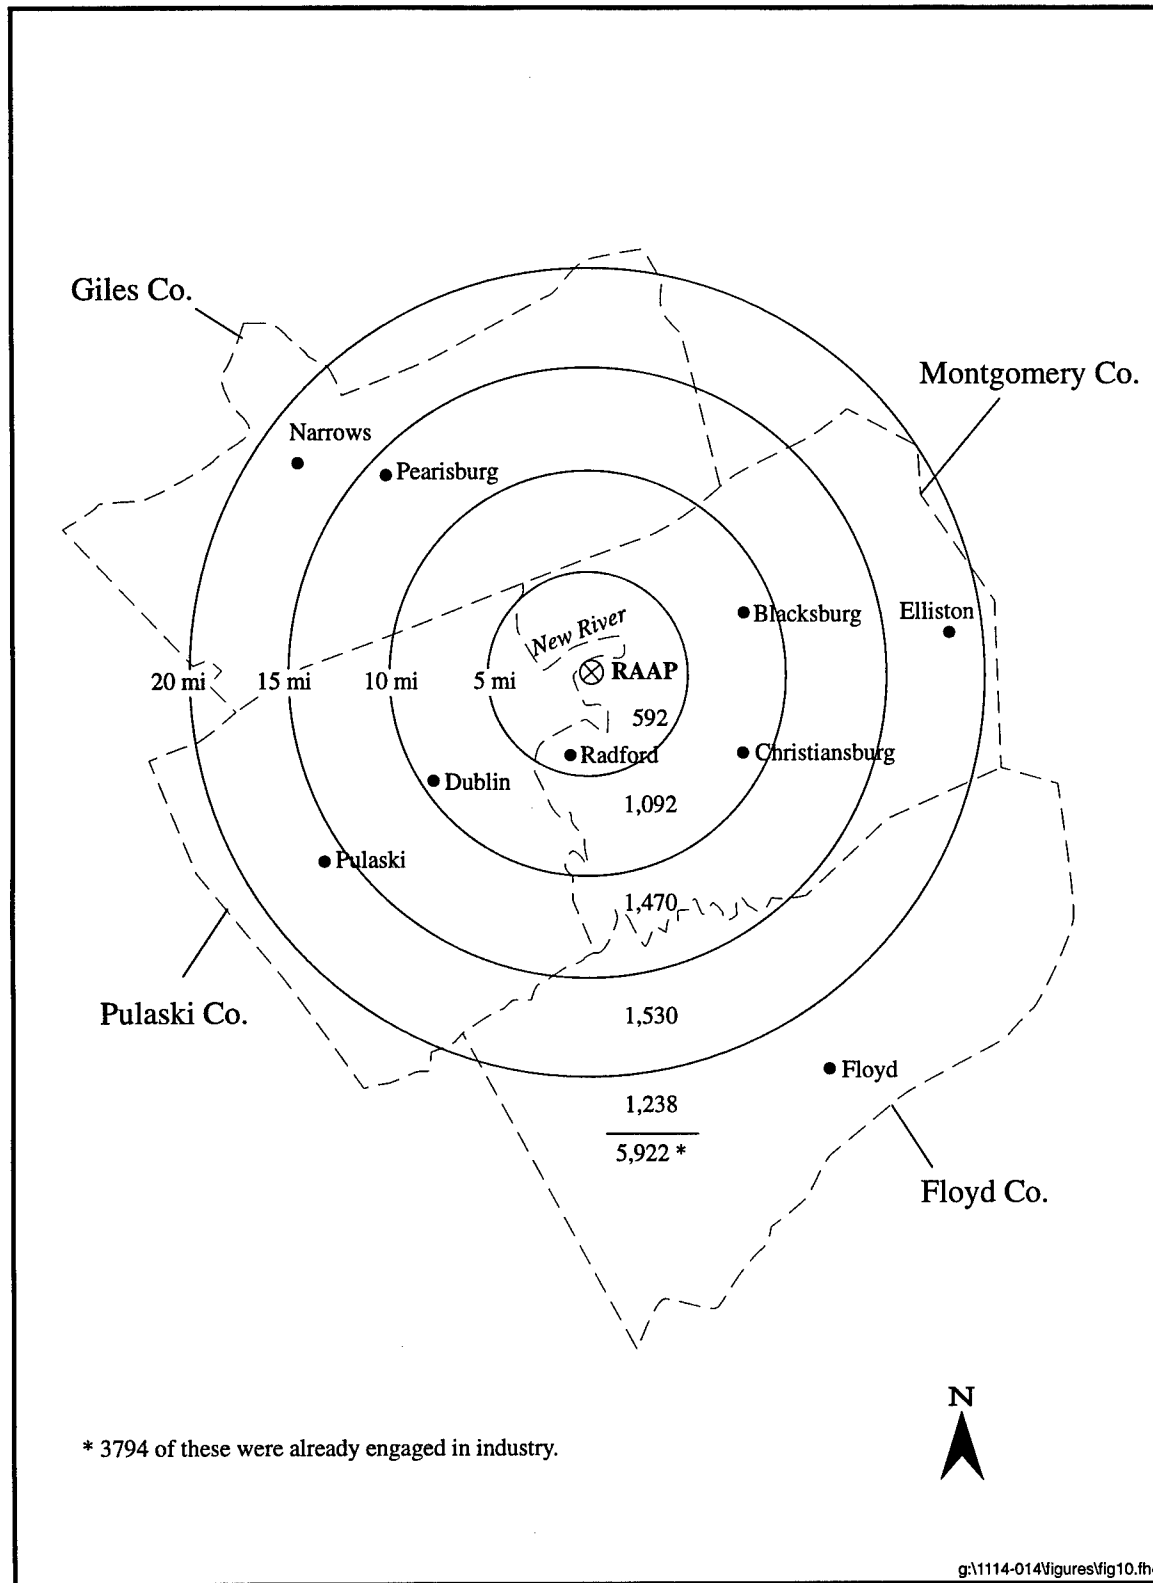 Giles Co.
Montgomery Co.
Narrows
Pearisburg
New River
Blacksburg
Elliston
20 mi
15 mi
10 mi
5 mi
RAAP
592
Radford
Christiansburg
Dublin
1,092
Pulaski
1,470
Pulaski Co.
1,530
Floyd
1,238
5,922 *
Floyd Co.
N
* 3794 of these were already engaged in industry.
g:\1114-014\figures\fig10.fh